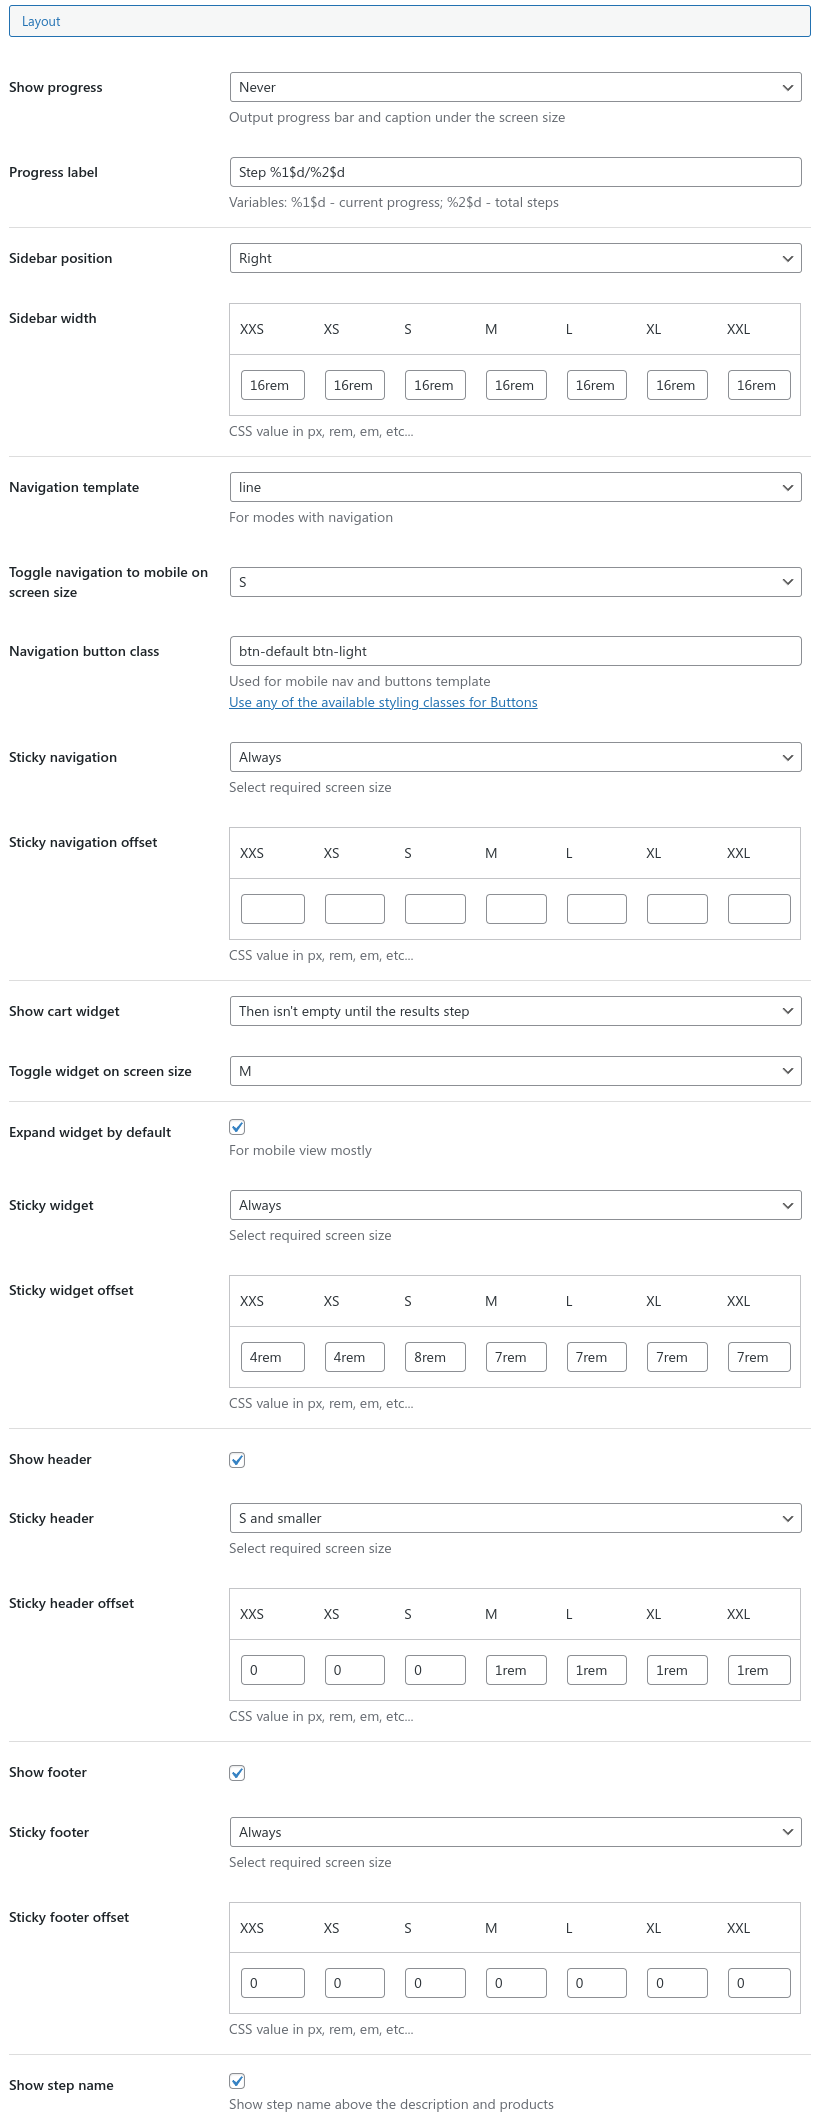 Layout
Show progress
Never
Output progress bar and caption under the screen size
Progress label
Step %1$d/%2$d
Variables: %1$d - current progress; %2$d - total steps
Sidebar position
Right
Sidebar width
XXS XS S M L XL XXL
16rem 16rem 16rem 16rem 16rem 16rem 16rem
CSS value in px, rem, em, etc...
Navigation template
line
For modes with navigation
Toggle navigation to mobile on
screen size
S
Navigation button class
btn-default btn-light
Used for mobile nav and buttons template
Use any of the available styling classes for Buttons
Sticky navigation
Always
Select required screen size
Sticky navigation offset
XXS XS S M L XL XXL
CSS value in px, rem, em, etc...
Show cart widget
Then isn't empty until the results step
Toggle widget on screen size
M
Expand widget by default
For mobile view mostly
Sticky widget
Always
Select required screen size
Sticky widget offset
XXS XS S M L XL XXL
4rem 4rem 8rem 7rem 7rem 7rem 7rem
CSS value in px, rem, em, etc...
Show header
Sticky header
S and smaller
Select required screen size
Sticky header offset
XXS XS S M L XL XXL
0 0 0 1rem 1rem 1rem 1rem
CSS value in px, rem, em, etc...
Show footer
Sticky footer
Always
Select required screen size
Sticky footer offset
XXS XS S M L XL XXL
0 0 0 0 0 0 0
CSS value in px, rem, em, etc...
Show step name
Show step name above the description and products